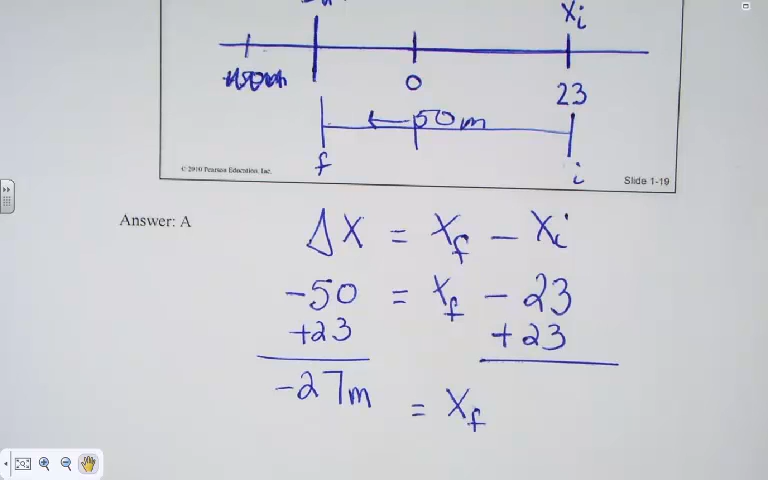 Xi
0
23
50m
f
i
© 2010 Pearson Education, Inc.
Slide 1-19
Answer: A
ΔX = Xf - Xi
-50 = Xf - 23
+23 +23
-27m = Xf